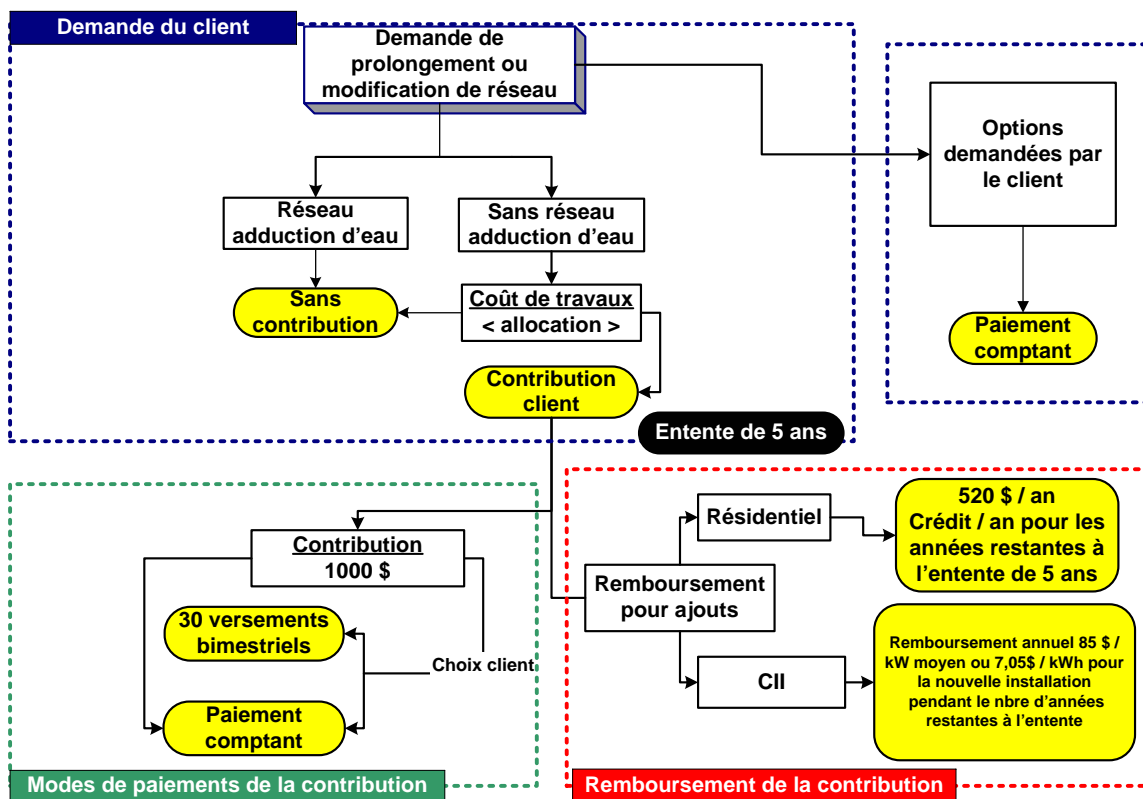 Demande du client
Demande de
prolongement ou
modification de réseau
Options
demandées par
le client
Réseau
adduction d'eau
Sans réseau
adduction d'eau
Sans
contribution
Coût de travaux
< allocation >
Paiement
comptant
Contribution
client
Entente de 5 ans
Contribution
1000 $
30 versements
bimestriels
Choix client
Paiement
comptant
Modes de paiements de la contribution
Remboursement
pour ajouts
Résidentiel
520 $ / an
Crédit / an pour les
années restantes à
l'entente de 5 ans
CII
Remboursement annuel 85 $ /
kW moyen ou 7,05$ / kWh pour
la nouvelle installation
pendant le nbre d'années
restantes à l'entente
Remboursement de la contribution